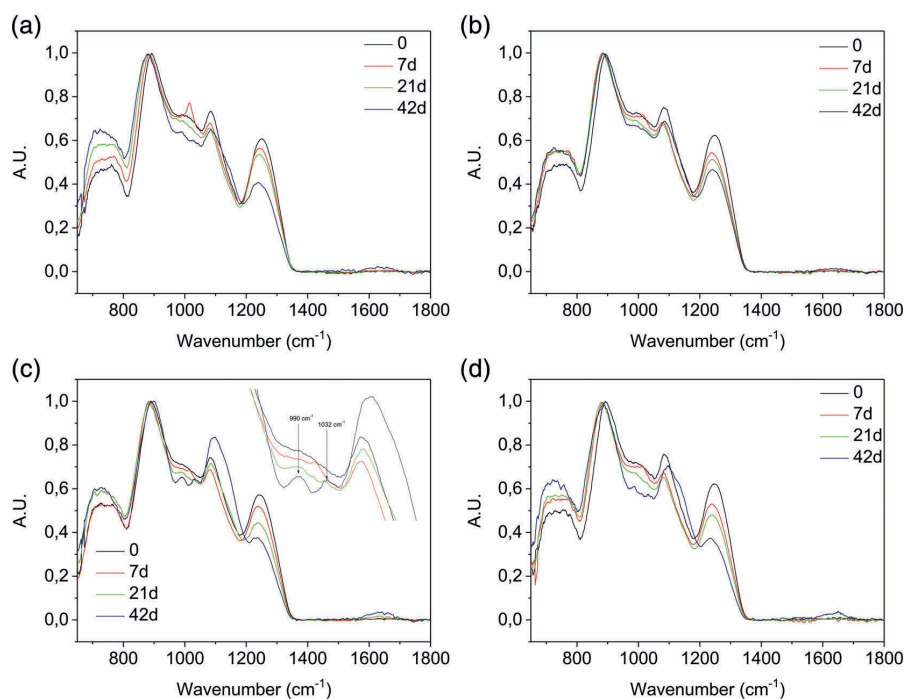 (a)
0
7d
21d
42d
1,0
0,8
0,6
0,4
0,2
0,0
A.U.
800 1000 1200 1400 1600 1800
Wavenumber (cm⁻¹)
(b)
0
7d
21d
42d
1,0
0,8
0,6
0,4
0,2
0,0
A.U.
800 1000 1200 1400 1600 1800
Wavenumber (cm⁻¹)
(c)
990 cm⁻¹
1032 cm⁻¹
0
7d
21d
42d
1,0
0,8
0,6
0,4
0,2
0,0
A.U.
800 1000 1200 1400 1600 1800
Wavenumber (cm⁻¹)
(d)
0
7d
21d
42d
1,0
0,8
0,6
0,4
0,2
0,0
A.U.
800 1000 1200 1400 1600 1800
Wavenumber (cm⁻¹)